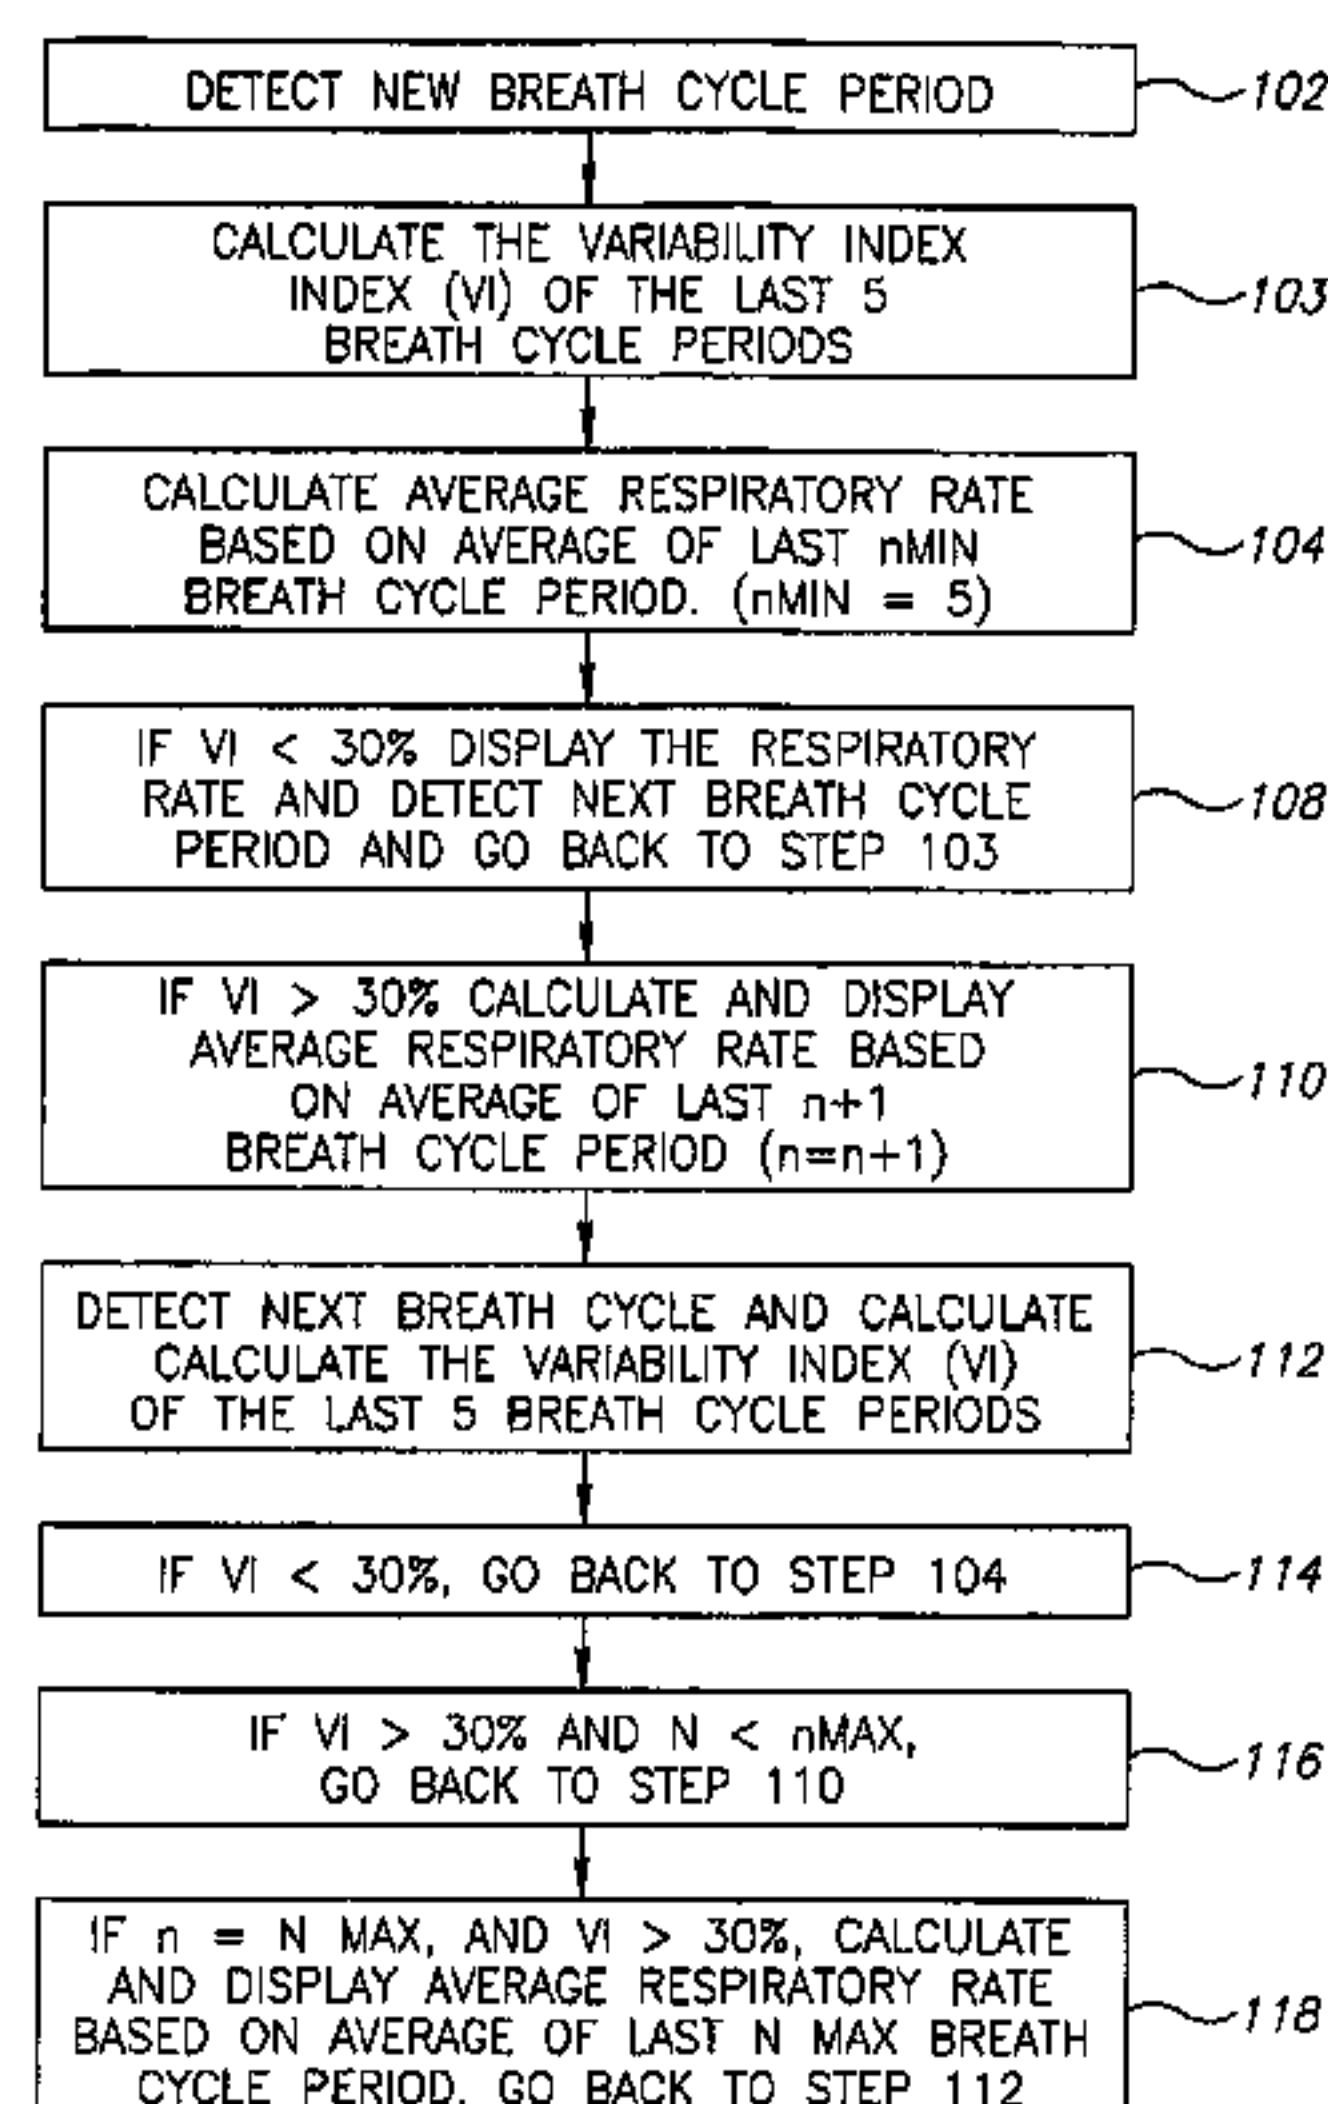 DETECT NEW BREATH CYCLE PERIOD
102
CALCULATE THE VARIABILITY INDEX
INDEX (VI) OF THE LAST 5
BREATH CYCLE PERIODS
103
CALCULATE AVERAGE RESPIRATORY RATE
BASED ON AVERAGE OF LAST nMIN
BREATH CYCLE PERIOD. (nMIN = 5)
104
IF VI < 30% DISPLAY THE RESPIRATORY
RATE AND DETECT NEXT BREATH CYCLE
PERIOD AND GO BACK TO STEP 103
108
IF VI > 30% CALCULATE AND DISPLAY
AVERAGE RESPIRATORY RATE BASED
ON AVERAGE OF LAST n+1
BREATH CYCLE PERIOD (n=n+1)
110
DETECT NEXT BREATH CYCLE AND CALCULATE
CALCULATE THE VARIABILITY INDEX (VI)
OF THE LAST 5 BREATH CYCLE PERIODS
112
IF VI < 30%, GO BACK TO STEP 104
114
IF VI > 30% AND N < nMAX,
GO BACK TO STEP 110
116
IF n = N MAX, AND VI > 30%, CALCULATE
AND DISPLAY AVERAGE RESPIRATORY RATE
BASED ON AVERAGE OF LAST N MAX BREATH
CYCLE PERIOD. GO BACK TO STEP 112
118